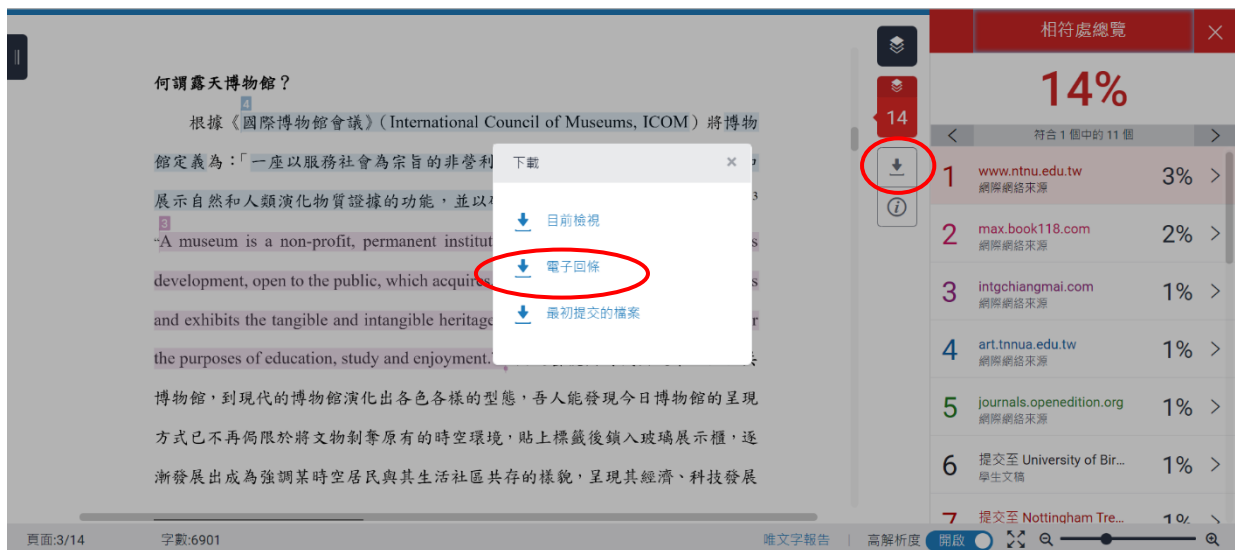 何謂露天博物館？
4
根據《國際博物館會議》（International Council of Museums, ICOM）將博物
館定義為：「一座以服務社會為宗旨的非營利
展示自然和人類演化物質證據的功能，並以
3
3
“A museum is a non-profit, permanent institut
s
development, open to the public, which acquires
s
and exhibits the tangible and intangible heritage
r
the purposes of education, study and enjoyment.
博物館，到現代的博物館演化出各色各樣的型態，吾人能發現今日博物館的呈現
方式已不再侷限於將文物剝奪原有的時空環境，貼上標籤後鎖入玻璃展示櫃，逐
漸發展出成為強調某時空居民與其生活社區共存的樣貌，呈現其經濟、科技發展
下載 ×
目前檢視
電子回條
最初提交的檔案
14
相符處總覽
14%
符合 1 個中的 11 個
1 www.ntnu.edu.tw 3%
網際網絡來源
2 max.book118.com 2%
網際網絡來源
3 intgchiangmai.com 1%
網際網絡來源
4 art.tnnua.edu.tw 1%
網際網絡來源
5 journals.openedition.org 1%
網際網絡來源
6 提交至 University of Bir... 1%
學生文稿
7 提交至 Nottingham Tre... 1%
頁面:3/14 字數:6901 唯文字報告 | 高解析度 開啟